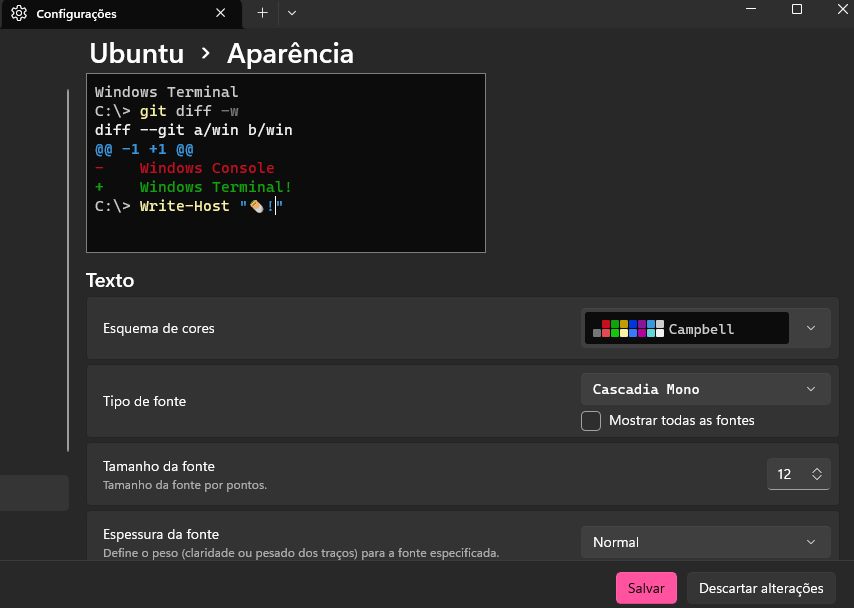 Configurações
Ubuntu › Aparência
Windows Terminal
C:\> git diff -w
diff --git a/win b/win
@@ -1 +1 @@
-    Windows Console
+    Windows Terminal!
C:\> Write-Host "🌯!"
Texto
Esquema de cores
Campbell
Tipo de fonte
Cascadia Mono
Mostrar todas as fontes
Tamanho da fonte
Tamanho da fonte por pontos.
12
Espessura da fonte
Define o peso (claridade ou pesado dos traços) para a fonte especificada.
Normal
Salvar
Descartar alterações